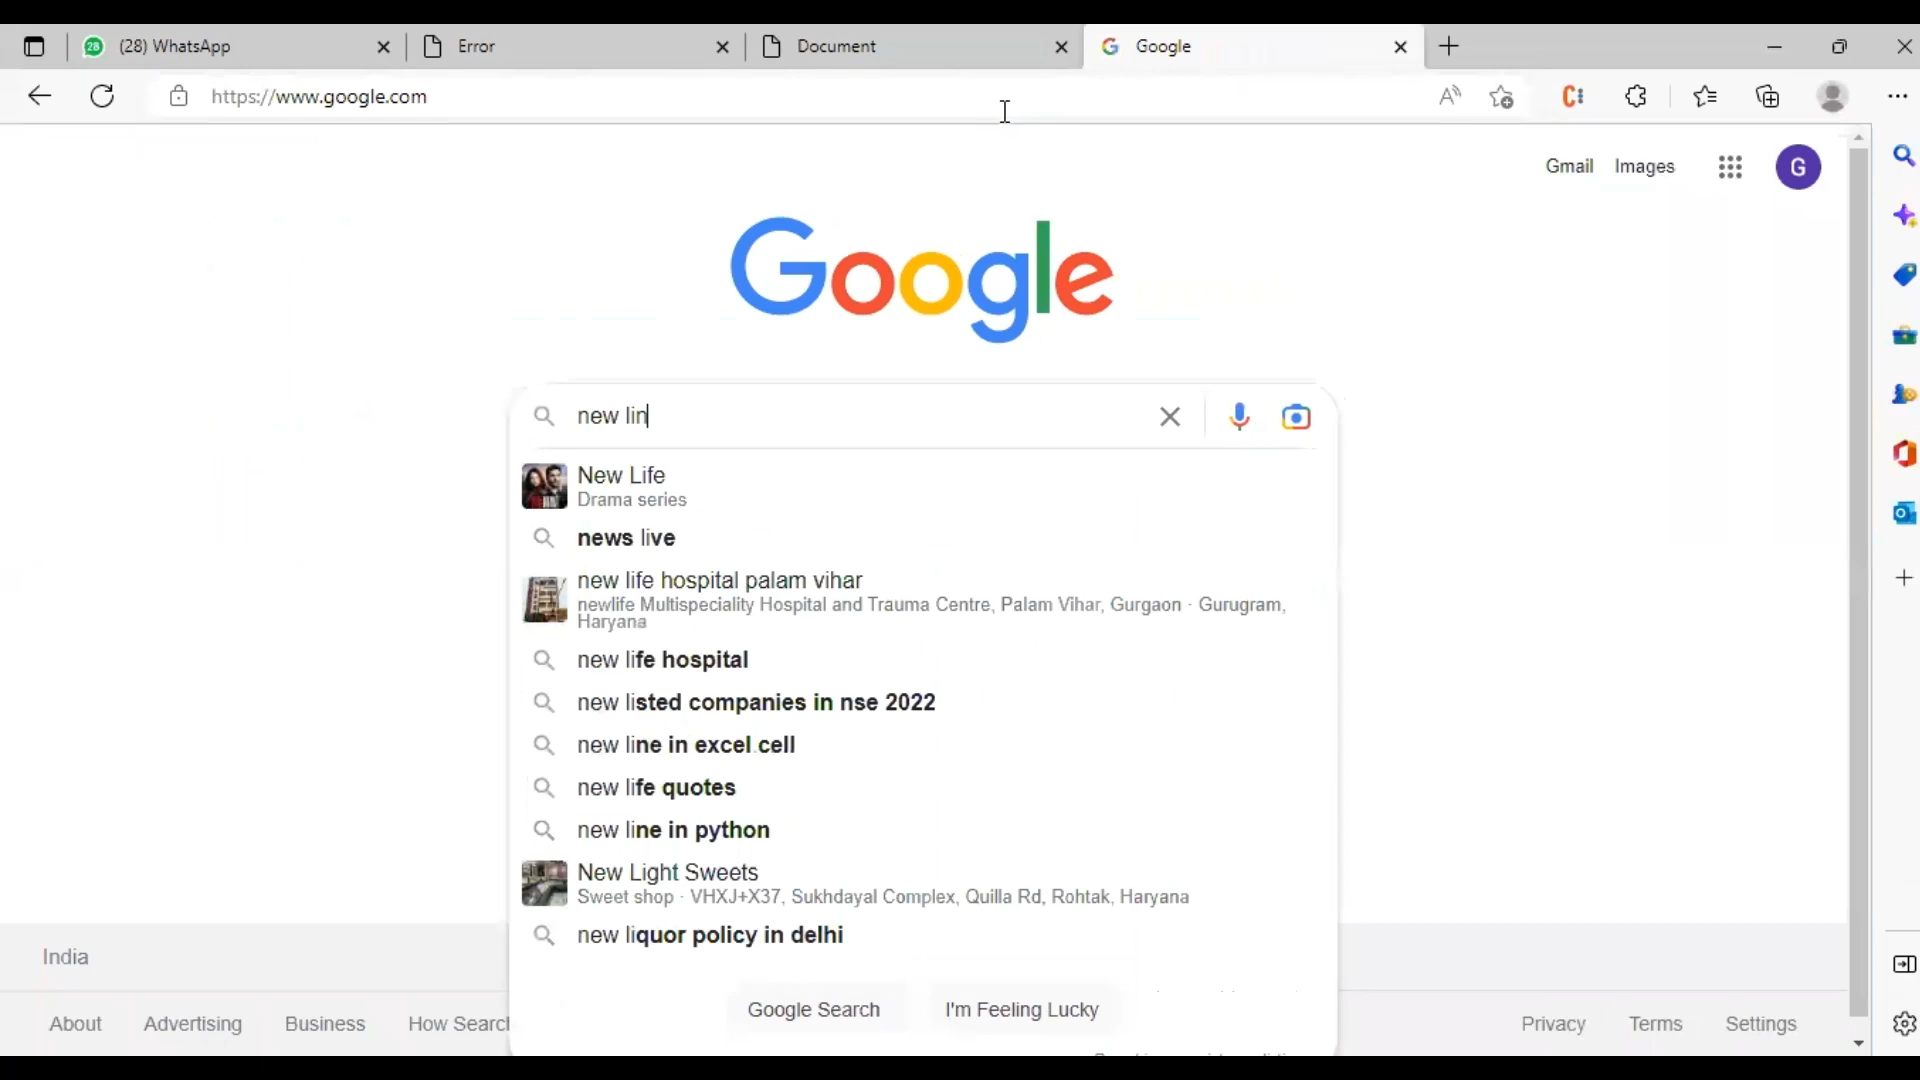 28 (28) WhatsApp
Error
Document
Google
https://www.google.com
Gmail Images G
Google
new lin
New Life
Drama series
news live
new life hospital palam vihar
newlife Multispeciality Hospital and Trauma Centre, Palam Vihar, Gurgaon · Gurugram,
Haryana
new life hospital
new listed companies in nse 2022
new line in excel cell
new life quotes
new line in python
New Light Sweets
Sweet shop · VHXJ+X37, Sukhdayal Complex, Quilla Rd, Rohtak, Haryana
new liquor policy in delhi
Google Search I'm Feeling Lucky
India
About Advertising Business How Search Privacy Terms Settings